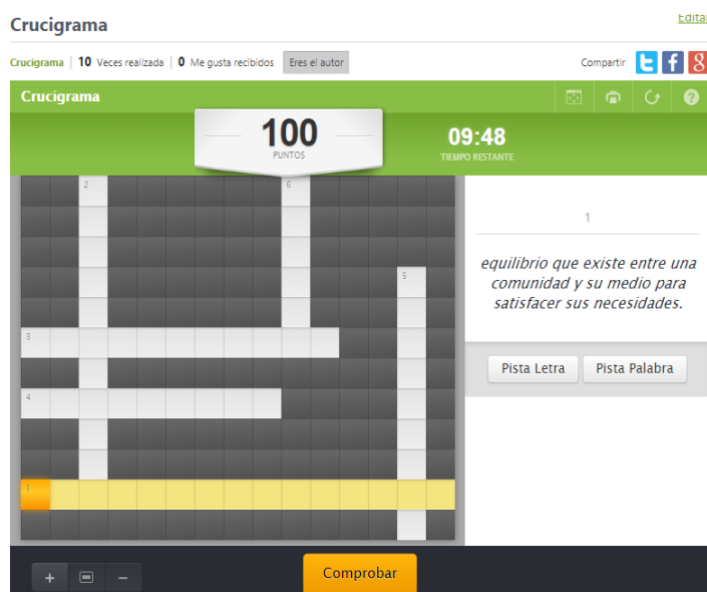 Crucigrama
Editar
Crucigrama | 10 Veces realizada | 0 Me gusta recibidos Eres el autor
Compartir
Crucigrama
100
PUNTOS
09:48
TIEMPO RESTANTE
2
6
5
3
4
1
1
equilibrio que existe entre una
comunidad y su medio para
satisfacer sus necesidades.
Pista Letra Pista Palabra
Comprobar